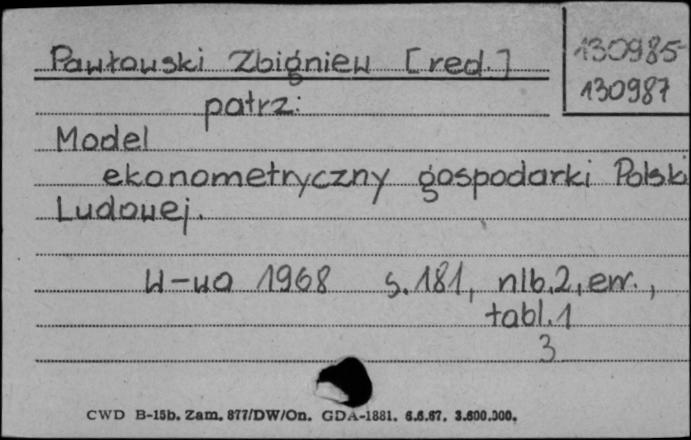 Pawłowski Zbigniew [red.]
130985-
130987
patrz:
Model
ekonometryczny gospodarki Polski
Ludowej.
W-wa 1968 s.181, nlb.2, err.,
tabl.1
3
CWD B-15b. Zam. 877/DW/On. GDA-1881. 6.6.67. 3.600.000.